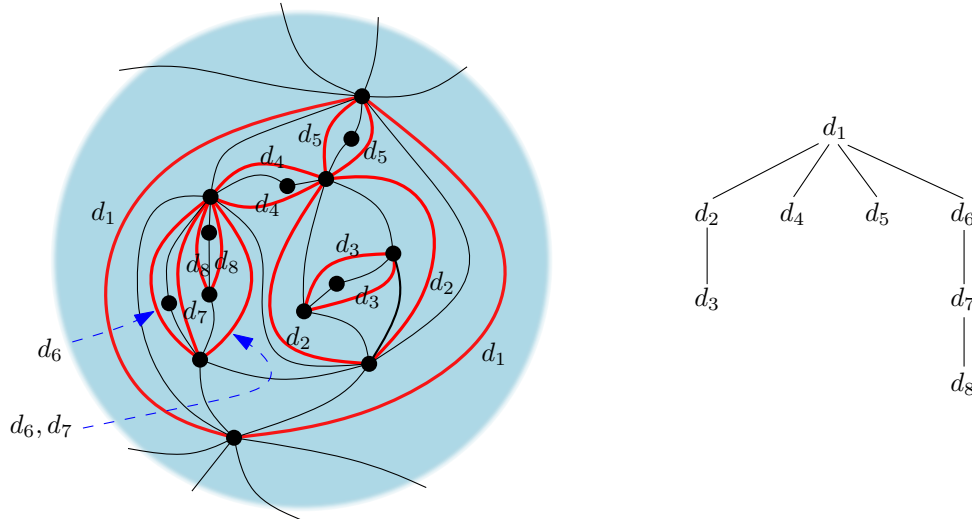 d₅
d₅
d₄
d₄
d₁
d₃
d₈ d₈
d₂
d₃
d₇
d₂
d₆
d₁
d₆, d₇
d₁
d₂ d₄ d₅ d₆
d₃ d₇
d₈